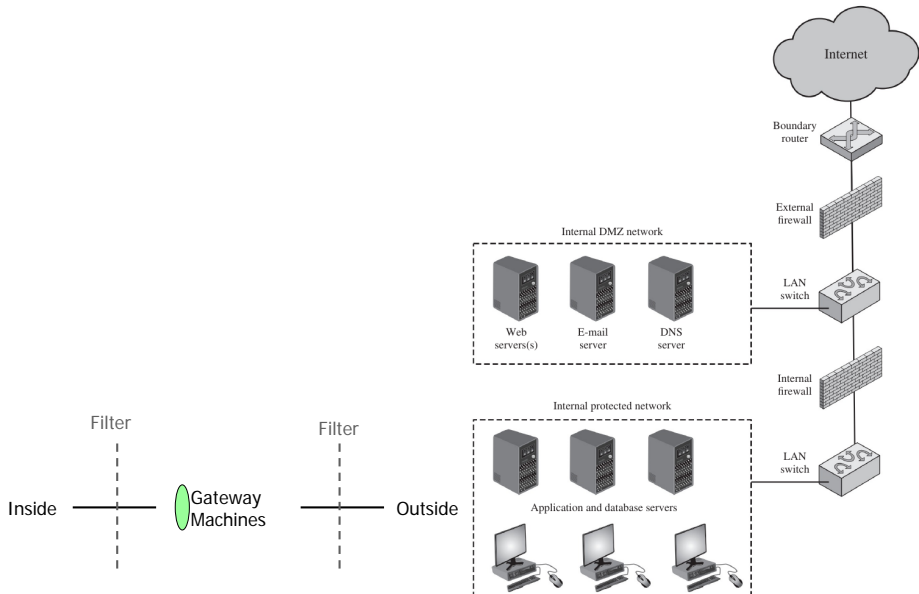 Internet
Boundary
router
External
firewall
Internal DMZ network
LAN
switch
Web
servers(s)
E-mail
server
DNS
server
Internal
firewall
Internal protected network
LAN
switch
Application and database servers
Filter
Filter
Inside
Gateway
Machines
Outside